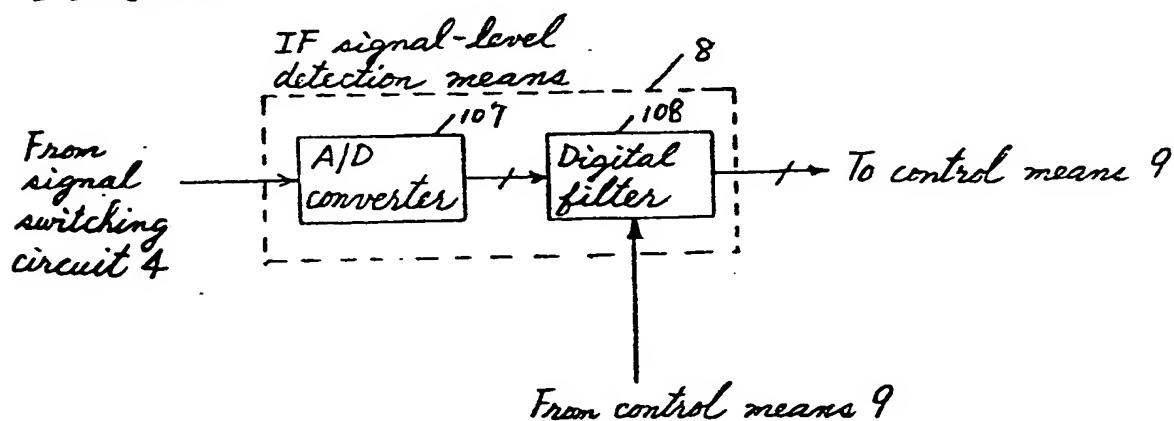 IF signal-level
detection means
8
107
108
From
signal
switching
circuit 4
A/D
converter
Digital
filter
To control means 9
From control means 9